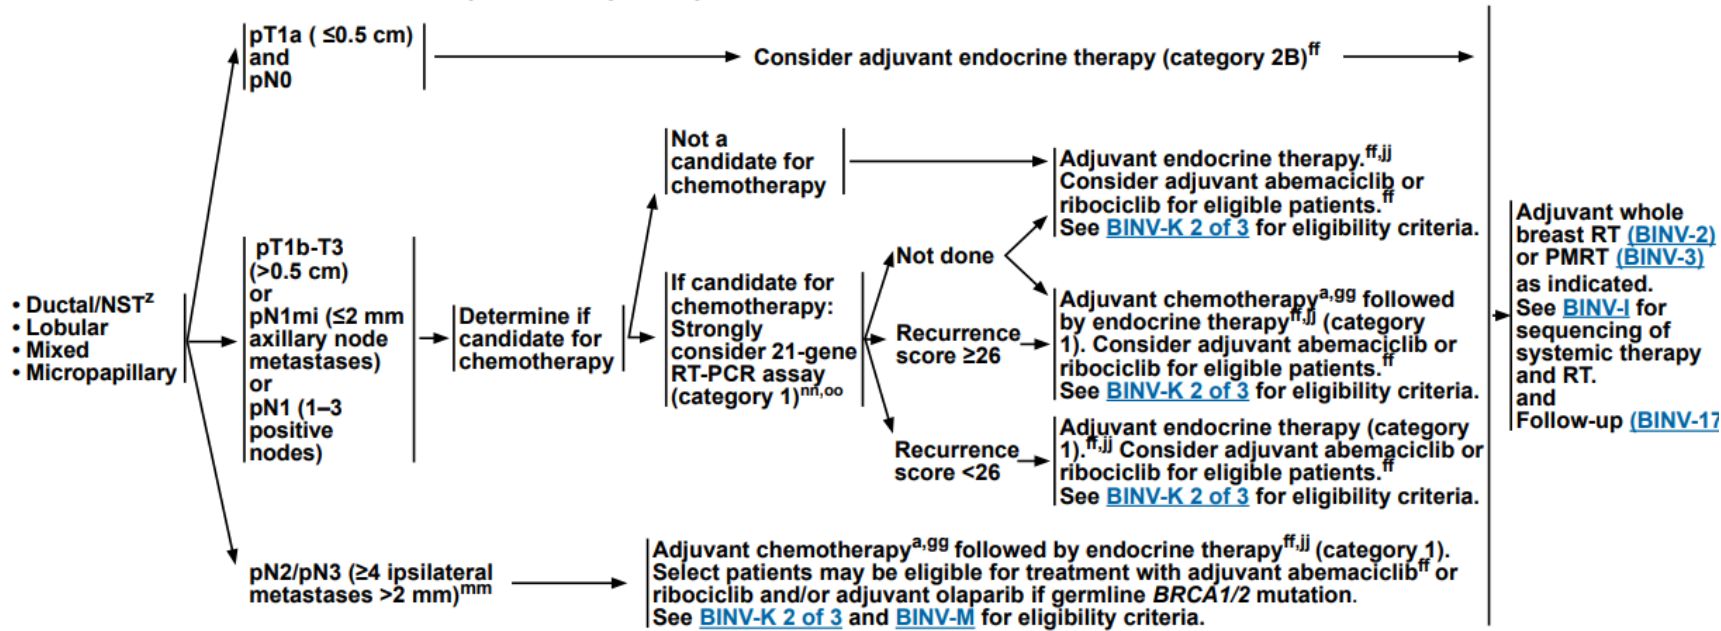 • Ductal/NSTz
• Lobular
• Mixed
• Micropapillary
pT1a ( ≤0.5 cm)
and
pN0
Consider adjuvant endocrine therapy (category 2B)ff
pT1b-T3
(>0.5 cm)
or
pN1mi (≤2 mm
axillary node
metastases)
or
pN1 (1–3
positive
nodes)
Determine if
candidate for
chemotherapy
Not a
candidate for
chemotherapy
Adjuvant endocrine therapy.ff,jj
Consider adjuvant abemaciclib or
ribociclib for eligible patients.ff
See BINV-K 2 of 3 for eligibility criteria.
If candidate for
chemotherapy:
Strongly
consider 21-gene
RT-PCR assay
(category 1)nn,oo
Not done
Recurrence
score ≥26
Adjuvant chemotherapya,gg followed
by endocrine therapyff,jj (category
1). Consider adjuvant abemaciclib or
ribociclib for eligible patients.ff
See BINV-K 2 of 3 for eligibility criteria.
Recurrence
score <26
Adjuvant endocrine therapy (category
1).ff,jj Consider adjuvant abemaciclib or
ribociclib for eligible patients.ff
See BINV-K 2 of 3 for eligibility criteria.
pN2/pN3 (≥4 ipsilateral
metastases >2 mm)mm
Adjuvant chemotherapya,gg followed by endocrine therapyff,jj (category 1).
Select patients may be eligible for treatment with adjuvant abemaciclibff or
ribociclib and/or adjuvant olaparib if germline BRCA1/2 mutation.
See BINV-K 2 of 3 and BINV-M for eligibility criteria.
Adjuvant whole
breast RT (BINV-2)
or PMRT (BINV-3)
as indicated.
See BINV-I for
sequencing of
systemic therapy
and RT.
and
Follow-up (BINV-17